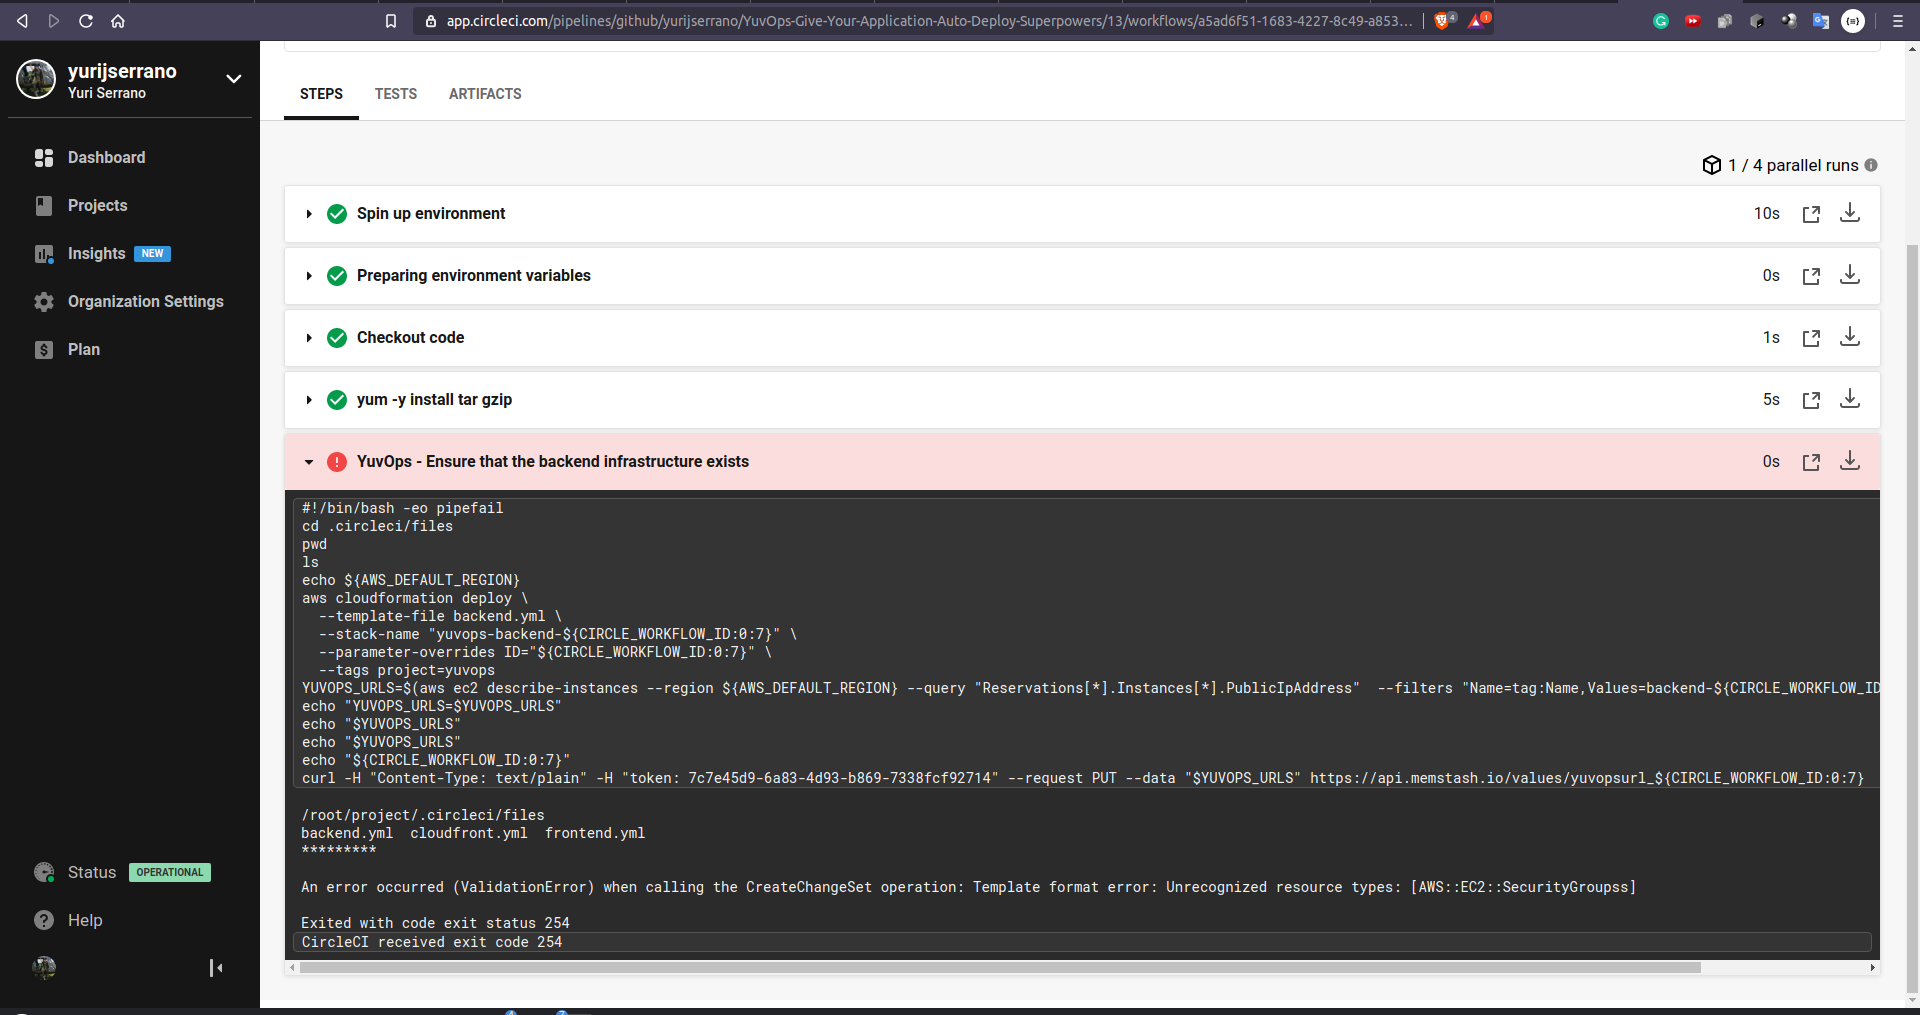 app.circleci.com/pipelines/github/yurijserrano/YuvOps-Give-Your-Application-Auto-Deploy-Superpowers/13/workflows/a5ad6f51-1683-4227-8c49-a853...
4
1
yurijserrano
Yuri Serrano
Dashboard
Projects
Insights NEW
Organization Settings
Plan
Status OPERATIONAL
Help
STEPS TESTS ARTIFACTS
1 / 4 parallel runs
Spin up environment 10s
Preparing environment variables 0s
Checkout code 1s
yum -y install tar gzip 5s
YuvOps - Ensure that the backend infrastructure exists 0s
#!/bin/bash -eo pipefail
cd .circleci/files
pwd
ls
echo ${AWS_DEFAULT_REGION}
aws cloudformation deploy \
--template-file backend.yml \
--stack-name "yuvops-backend-${CIRCLE_WORKFLOW_ID:0:7}" \
--parameter-overrides ID="${CIRCLE_WORKFLOW_ID:0:7}" \
--tags project=yuvops
YUVOPS_URLS=$(aws ec2 describe-instances --region ${AWS_DEFAULT_REGION} --query "Reservations[*].Instances[*].PublicIpAddress"  --filters "Name=tag:Name,Values=backend-${CIRCLE_WORKFLOW_ID
echo "YUVOPS_URLS=$YUVOPS_URLS"
echo "$YUVOPS_URLS"
echo "$YUVOPS_URLS"
echo "${CIRCLE_WORKFLOW_ID:0:7}"
curl -H "Content-Type: text/plain" -H "token: 7c7e45d9-6a83-4d93-b869-7338fcf92714" --request PUT --data "$YUVOPS_URLS" https://api.memstash.io/values/yuvopsurl_${CIRCLE_WORKFLOW_ID:0:7}
/root/project/.circleci/files
backend.yml  cloudfront.yml  frontend.yml
*********
An error occurred (ValidationError) when calling the CreateChangeSet operation: Template format error: Unrecognized resource types: [AWS::EC2::SecurityGroupss]
Exited with code exit status 254
CircleCI received exit code 254